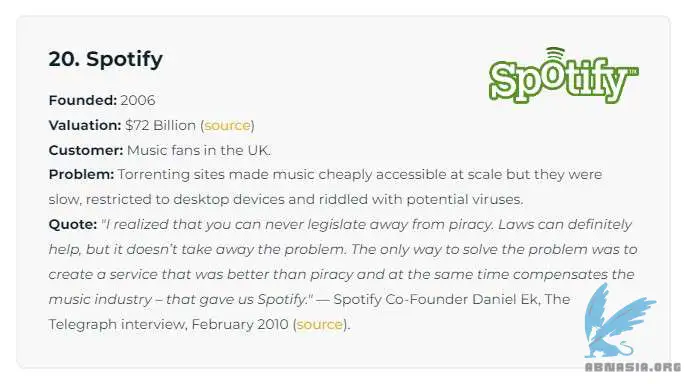 20. Spotify
Spotify
Founded: 2006
Valuation: $72 Billion (source)
Customer: Music fans in the UK.
Problem: Torrenting sites made music cheaply accessible at scale but they were
slow, restricted to desktop devices and riddled with potential viruses.
Quote: "I realized that you can never legislate away from piracy. Laws can definitely
help, but it doesn’t take away the problem. The only way to solve the problem was to
create a service that was better than piracy and at the same time compensates the
music industry – that gave us Spotify." — Spotify Co-Founder Daniel Ek, The
Telegraph interview, February 2010 (source).
ABNASIA.ORG